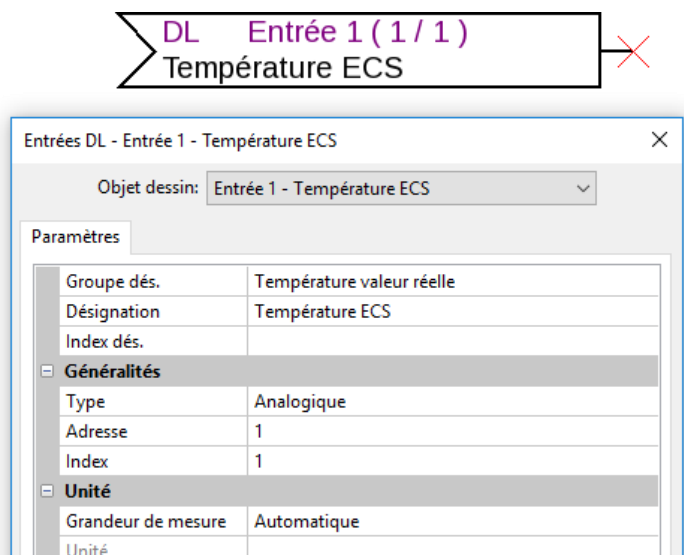 DL Entrée 1 ( 1 / 1 )
Température ECS
Entrées DL - Entrée 1 - Température ECS
Objet dessin: Entrée 1 - Température ECS
Paramètres
Groupe dés. Température valeur réelle
Désignation Température ECS
Index dés.
Généralités
Type Analogique
Adresse 1
Index 1
Unité
Grandeur de mesure Automatique
Unité